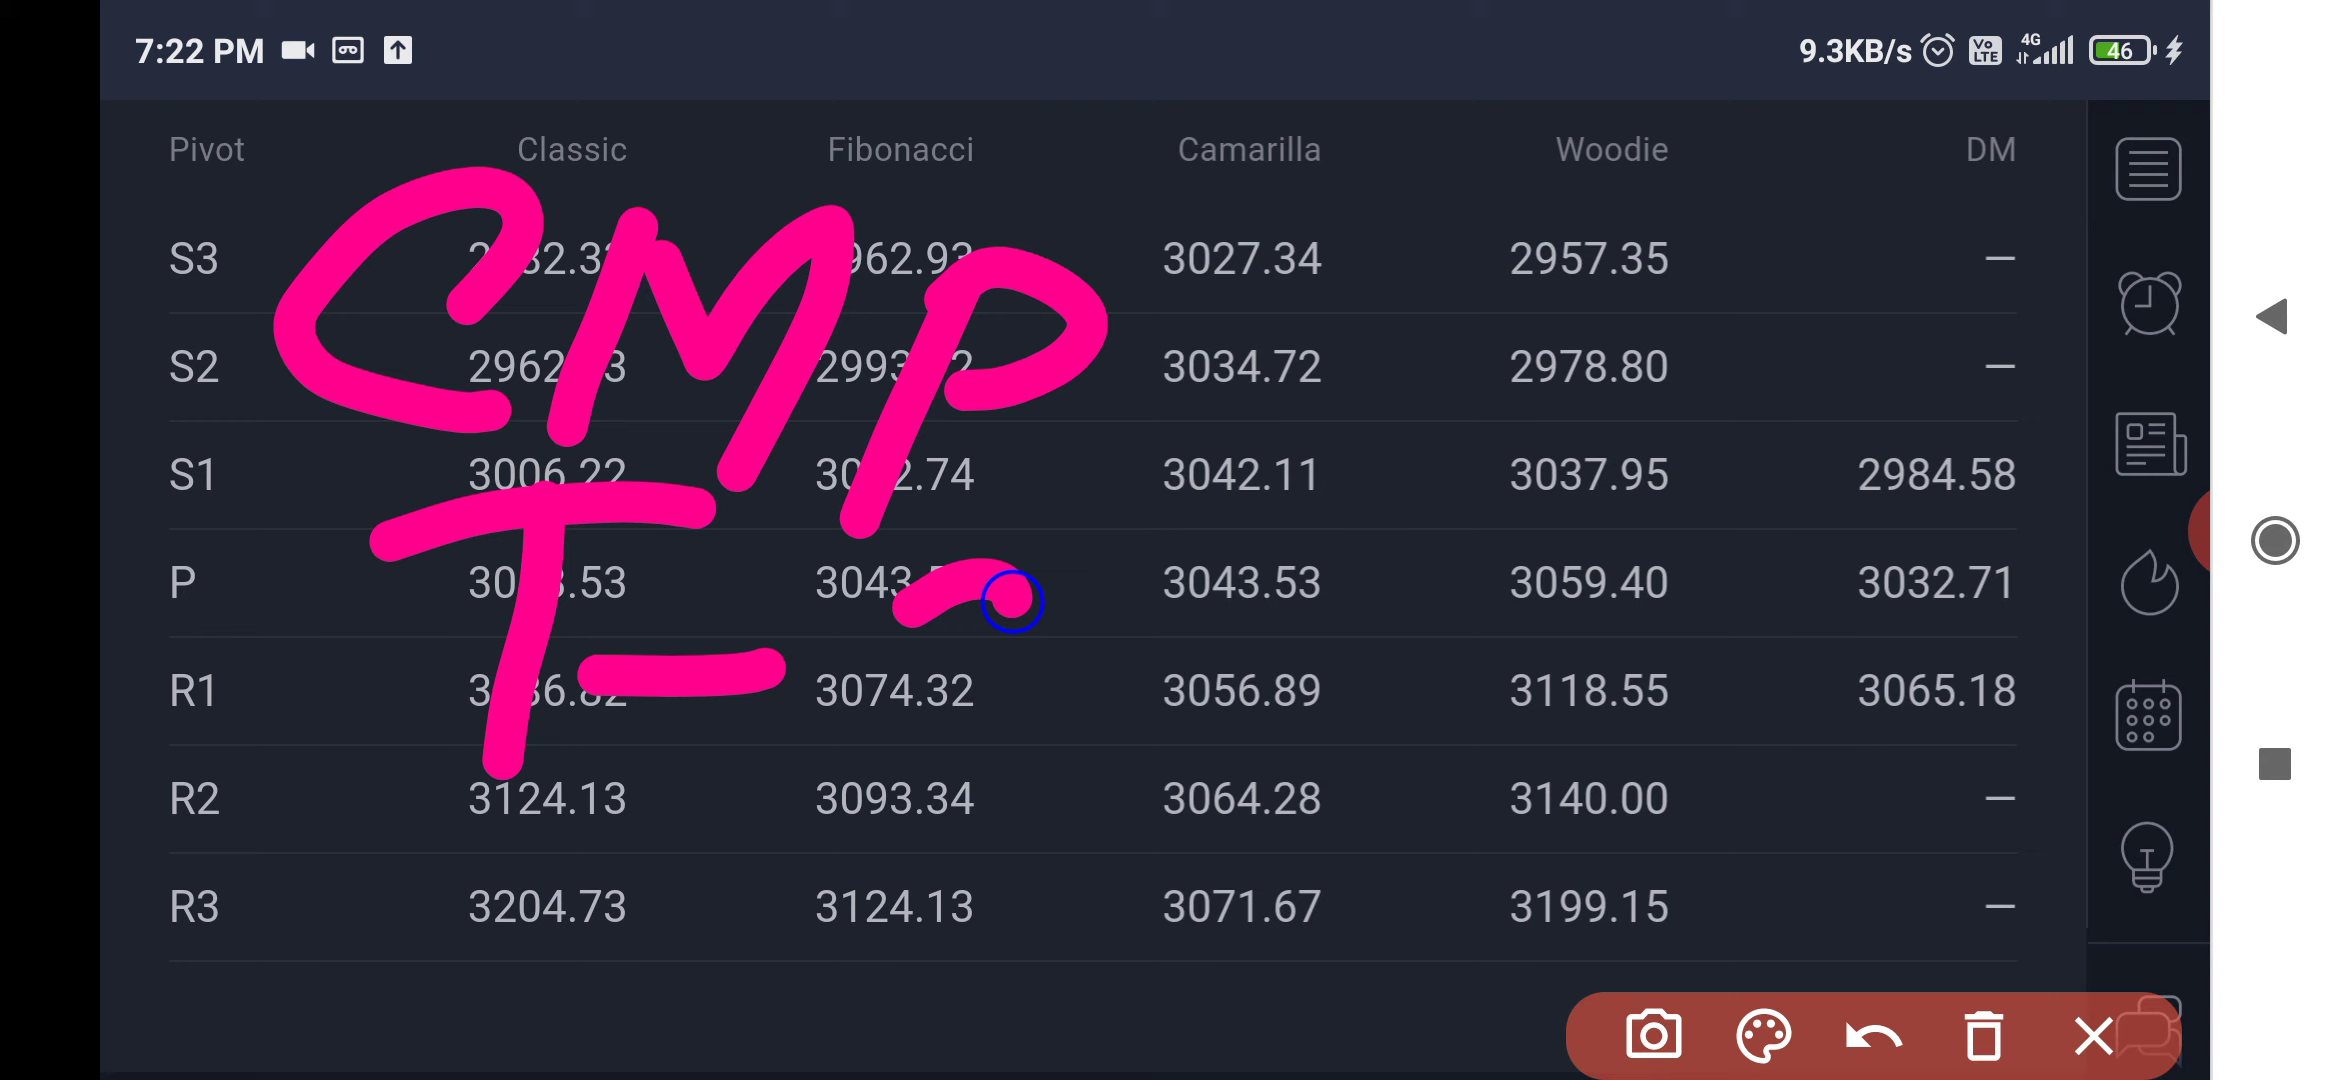 7:22 PM 9.3KB/s Vo LTE 4G 46
Pivot Classic Fibonacci Camarilla Woodie DM
S3 3027.34 2957.35 —
S2 3034.72 2978.80 —
S1 3006.22 3042.11 3037.95 2984.58
P 3043.53 3059.40 3032.71
R1 3074.32 3056.89 3118.55 3065.18
R2 3124.13 3093.34 3064.28 3140.00 —
R3 3204.73 3124.13 3071.67 3199.15 —
CMP
T -